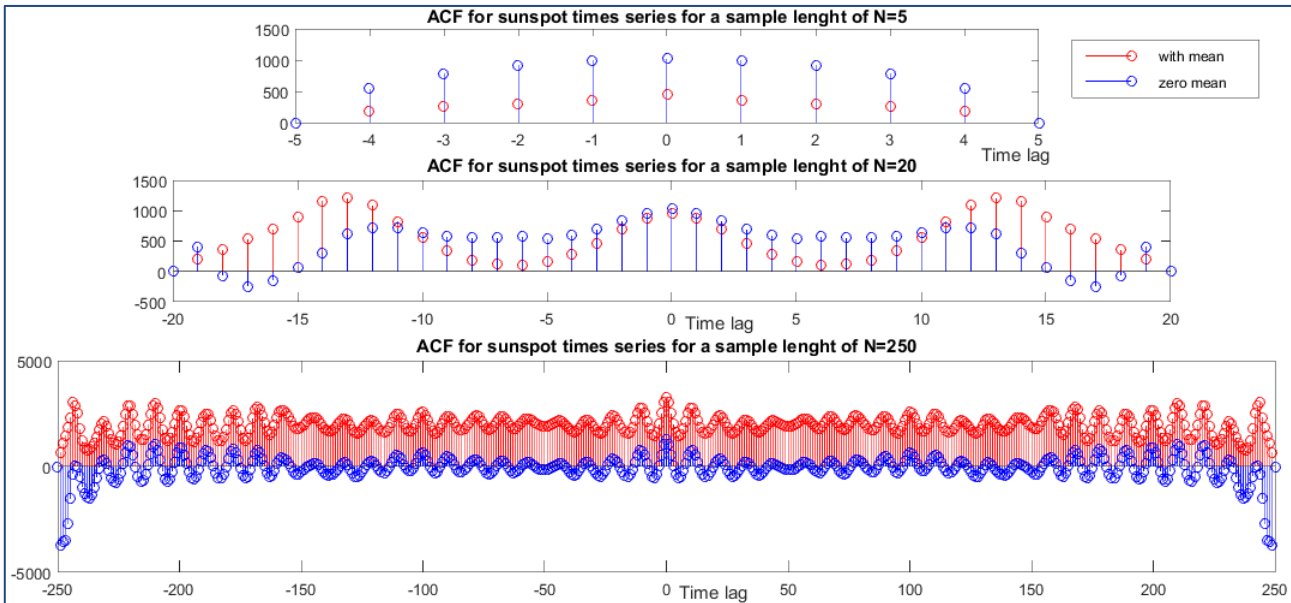 ACF for sunspot times series for a sample lenght of N=5
1500
1000
500
0
-5 -4 -3 -2 -1 0 1 2 3 4 5
Time lag
with mean
zero mean
ACF for sunspot times series for a sample lenght of N=20
1500
1000
500
0
-500
-20 -15 -10 -5 0 5 10 15 20
Time lag
ACF for sunspot times series for a sample lenght of N=250
5000
0
-5000
-250 -200 -150 -100 -50 0 50 100 150 200 250
Time lag